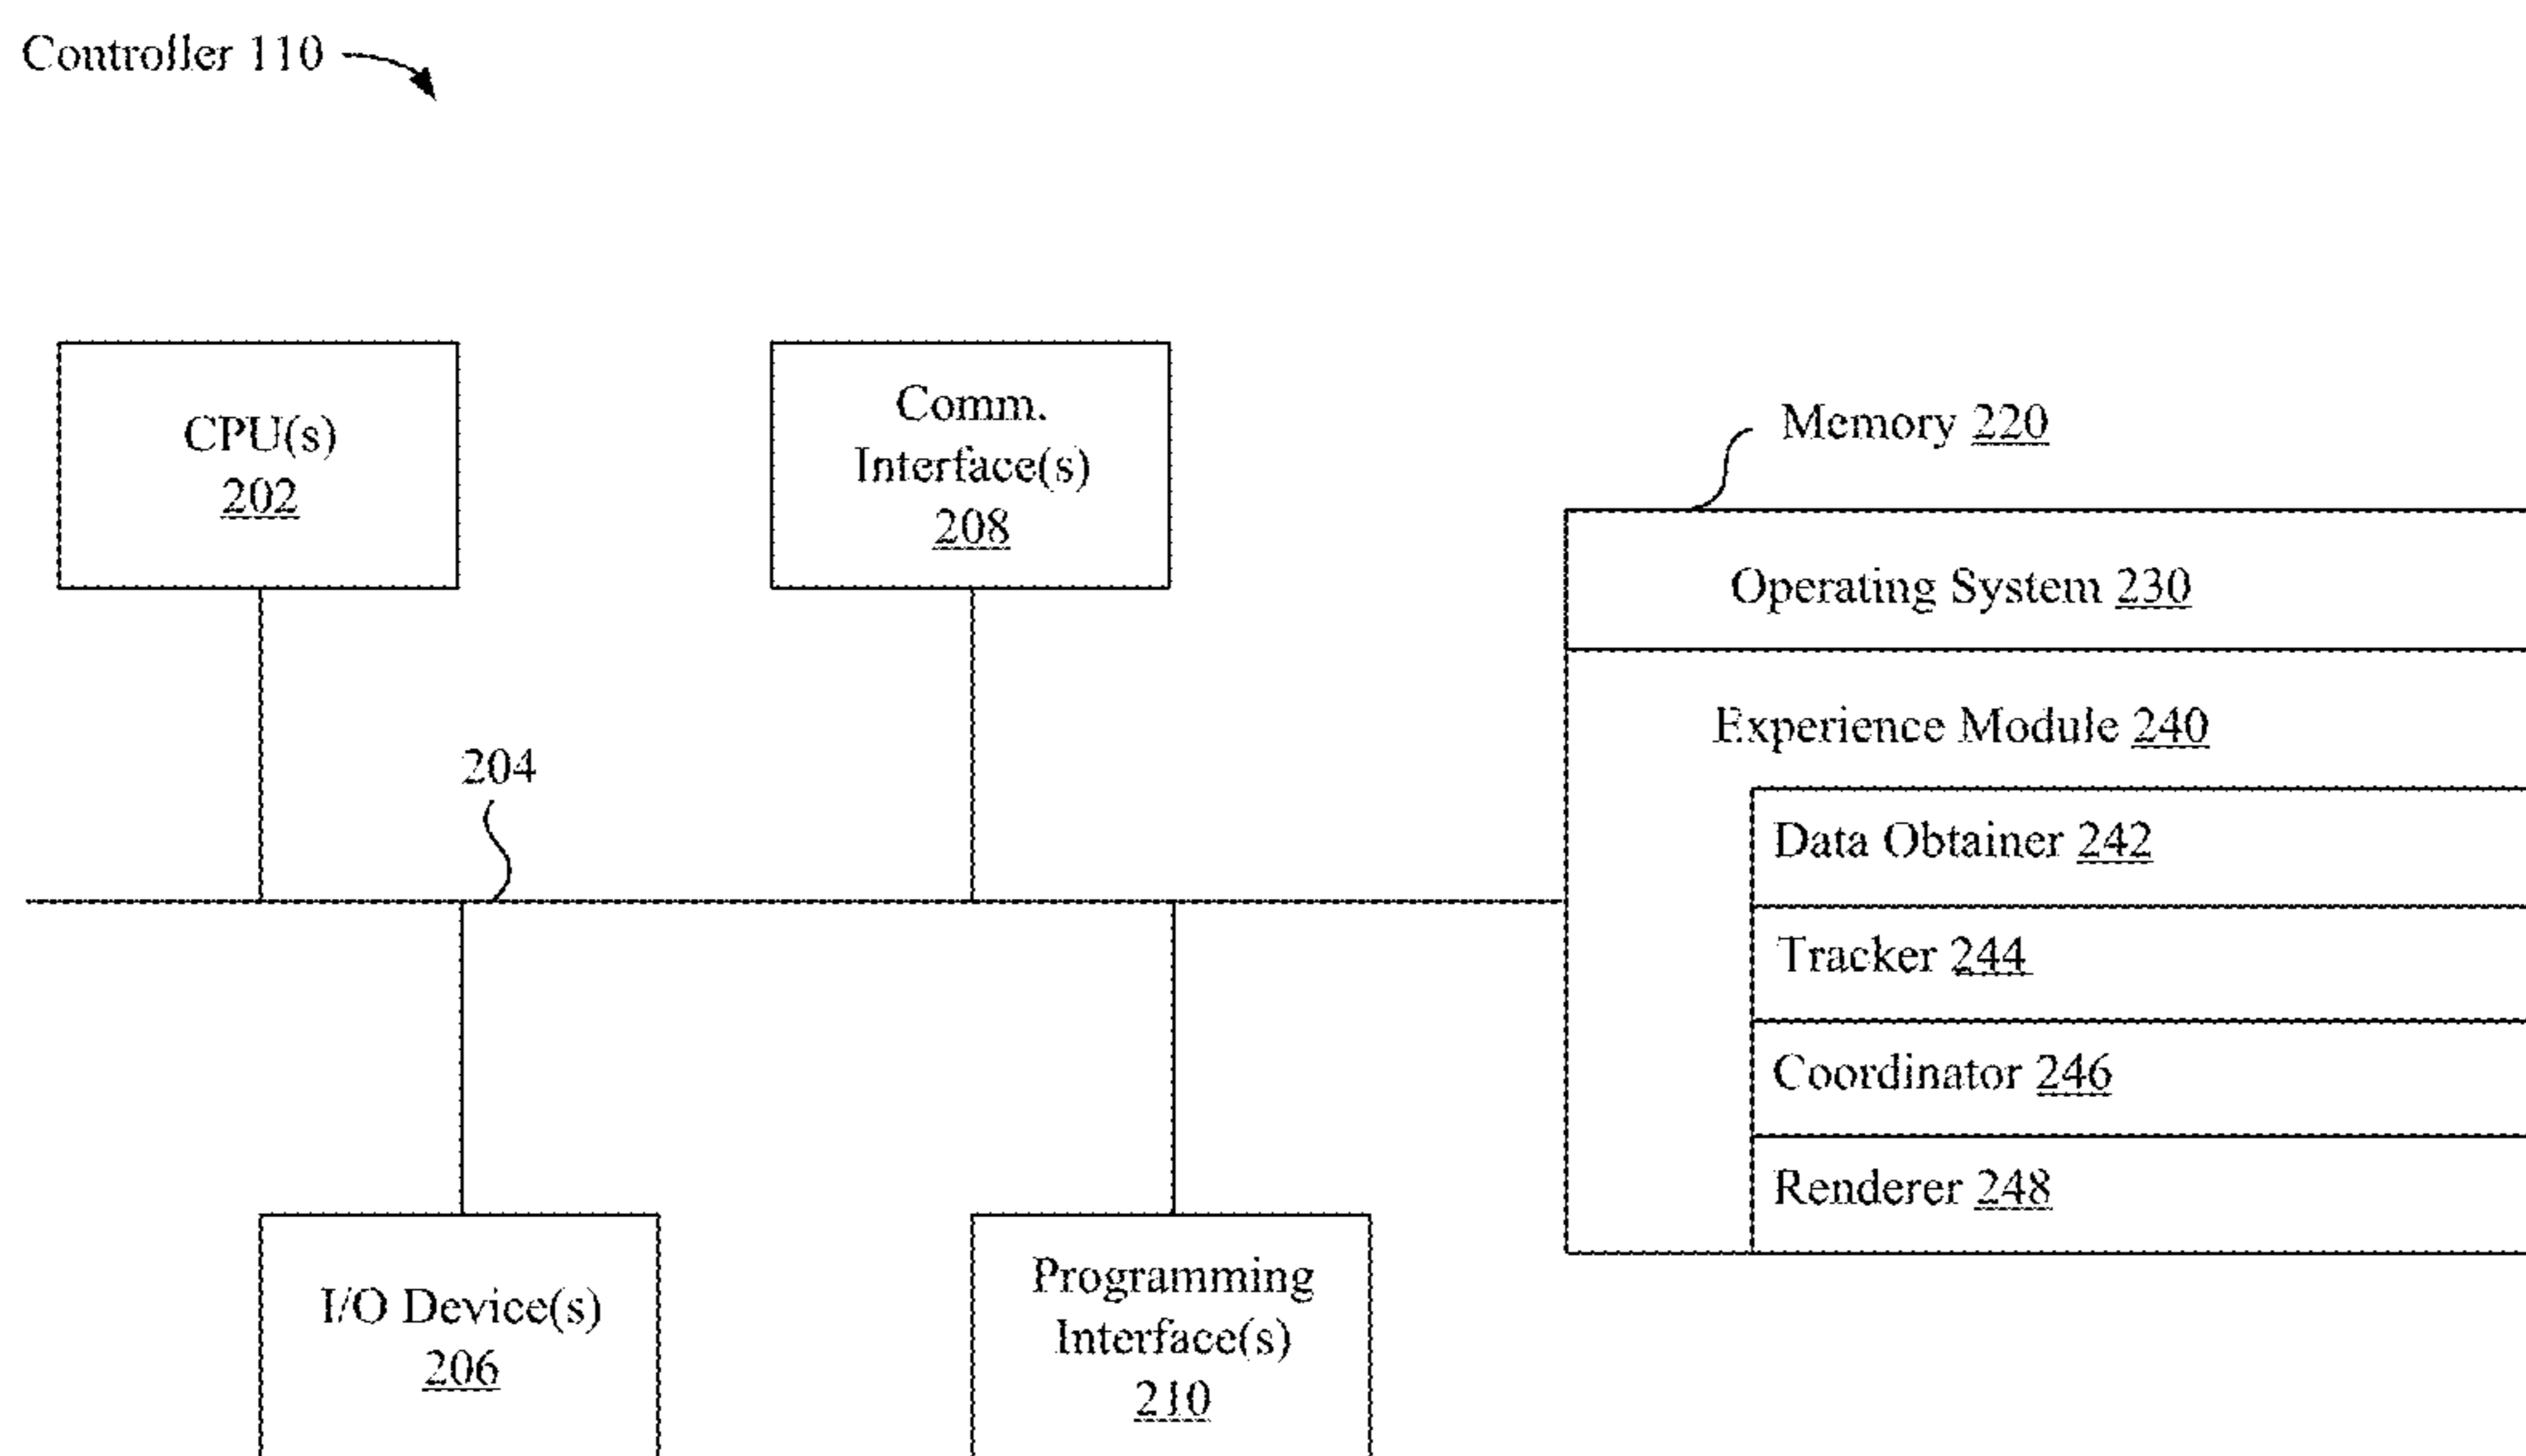 Controller 110
CPU(s)
202
Comm.
Interface(s)
208
Memory 220
Operating System 230
Experience Module 240
204
Data Obtainer 242
Tracker 244
Coordinator 246
Renderer 248
I/O Device(s)
206
Programming
Interface(s)
210